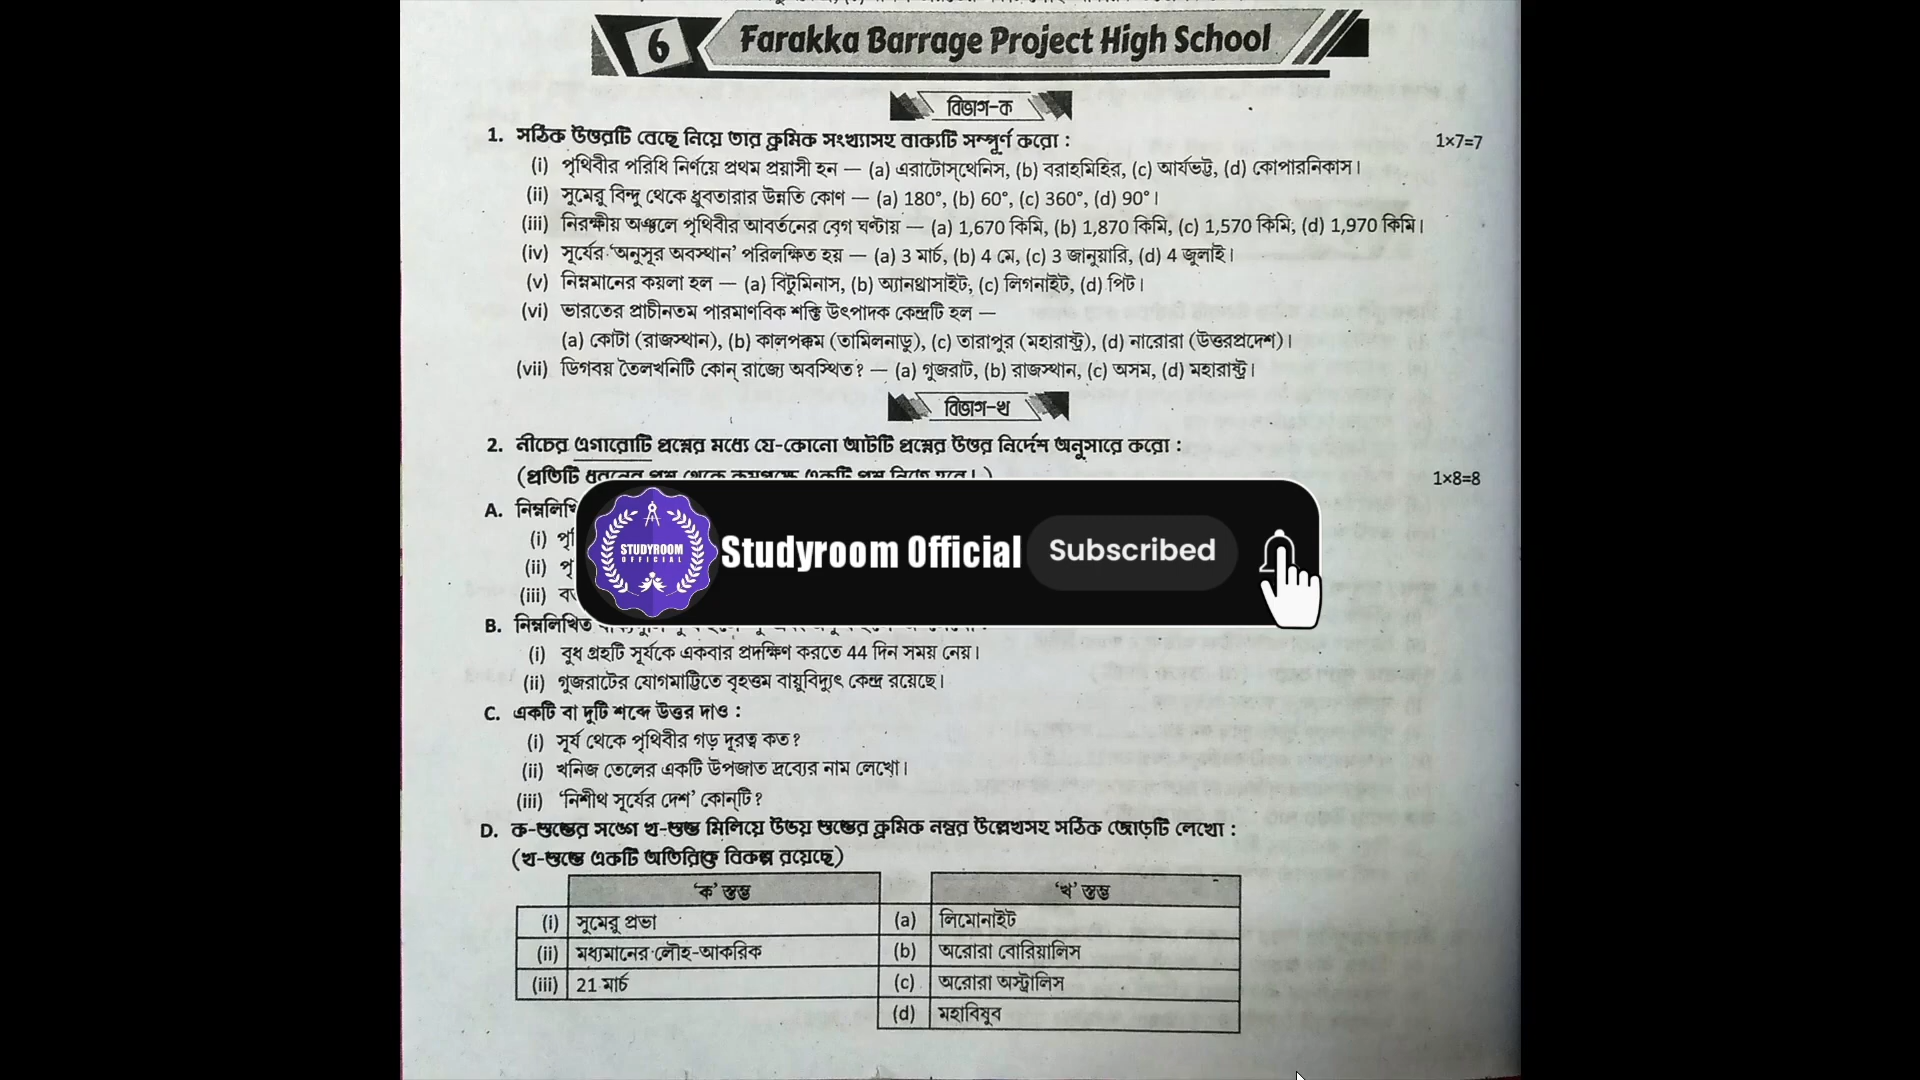 6 Farakka Barrage Project High School
বিভাগ-ক
1. সঠিক উত্তরটি বেছে নিয়ে তার ক্রমিক সংখ্যাসহ বাক্যটি সম্পূর্ণ করো : 1×7=7
(i) পৃথিবীর পরিধি নির্ণয়ে প্রথম প্রয়াসী হন — (a) এরাটোস্‌থেনিস, (b) বরাহমিহির, (c) আর্যভট্ট, (d) কোপারনিকাস।
(ii) সুমেরু বিন্দু থেকে ধ্রুবতারার উন্নতি কোণ — (a) 180°, (b) 60°, (c) 360°, (d) 90°।
(iii) নিরক্ষীয় অঞ্চলে পৃথিবীর আবর্তনের বেগ ঘণ্টায় — (a) 1,670 কিমি, (b) 1,870 কিমি, (c) 1,570 কিমি, (d) 1,970 কিমি।
(iv) সূর্যের 'অনুসূর অবস্থান' পরিলক্ষিত হয় — (a) 3 মার্চ, (b) 4 মে, (c) 3 জানুয়ারি, (d) 4 জুলাই।
(v) নিম্নমানের কয়লা হল — (a) বিটুমিনাস, (b) অ্যানথ্রাসাইট, (c) লিগনাইট, (d) পিট।
(vi) ভারতের প্রাচীনতম পারমাণবিক শক্তি উৎপাদক কেন্দ্রটি হল —
(a) কোটা (রাজস্থান), (b) কালপক্কম (তামিলনাড়ু), (c) তারাপুর (মহারাষ্ট্র), (d) নারোরা (উত্তরপ্রদেশ)।
(vii) ডিগবয় তৈলখনিটি কোন্ রাজ্যে অবস্থিত? — (a) গুজরাট, (b) রাজস্থান, (c) অসম, (d) মহারাষ্ট্র।
বিভাগ-খ
2. নীচের এগারোটি প্রশ্নের মধ্যে যে-কোনো আটটি প্রশ্নের উত্তর নির্দেশ অনুসারে করো :
(প্রতিটি 1×8=8
A.
(i)
(ii)
(iii)
STUDYROOM
OFFICIAL
Studyroom Official Subscribed
B. নিম্নলিখিত
(i) বুধ গ্রহটি সূর্যকে একবার প্রদক্ষিণ করতে 44 দিন সময় নেয়।
(ii) গুজরাটের যোগমাট্টিতে বৃহত্তম বায়ুবিদ্যুৎ কেন্দ্র রয়েছে।
C. একটি বা দুটি শব্দে উত্তর দাও :
(i) সূর্য থেকে পৃথিবীর গড় দূরত্ব কত?
(ii) খনিজ তেলের একটি উপজাত দ্রব্যের নাম লেখো।
(iii) 'নিশীথ সূর্যের দেশ' কোন্‌টি?
D. ক-স্তম্ভের সঙ্গে খ-স্তম্ভ মিলিয়ে উভয় স্তম্ভের ক্রমিক নম্বর উল্লেখসহ সঠিক জোড়টি লেখো :
(খ-স্তম্ভে একটি অতিরিক্ত বিকল্প রয়েছে)
'ক' স্তম্ভ 'খ' স্তম্ভ
(i) সুমেরু প্রভা (a) লিমোনাইট
(ii) মধ্যমানের লৌহ-আকরিক (b) অরোরা বোরিয়ালিস
(iii) 21 মার্চ (c) অরোরা অস্ট্রালিস
(d) মহাবিষুব